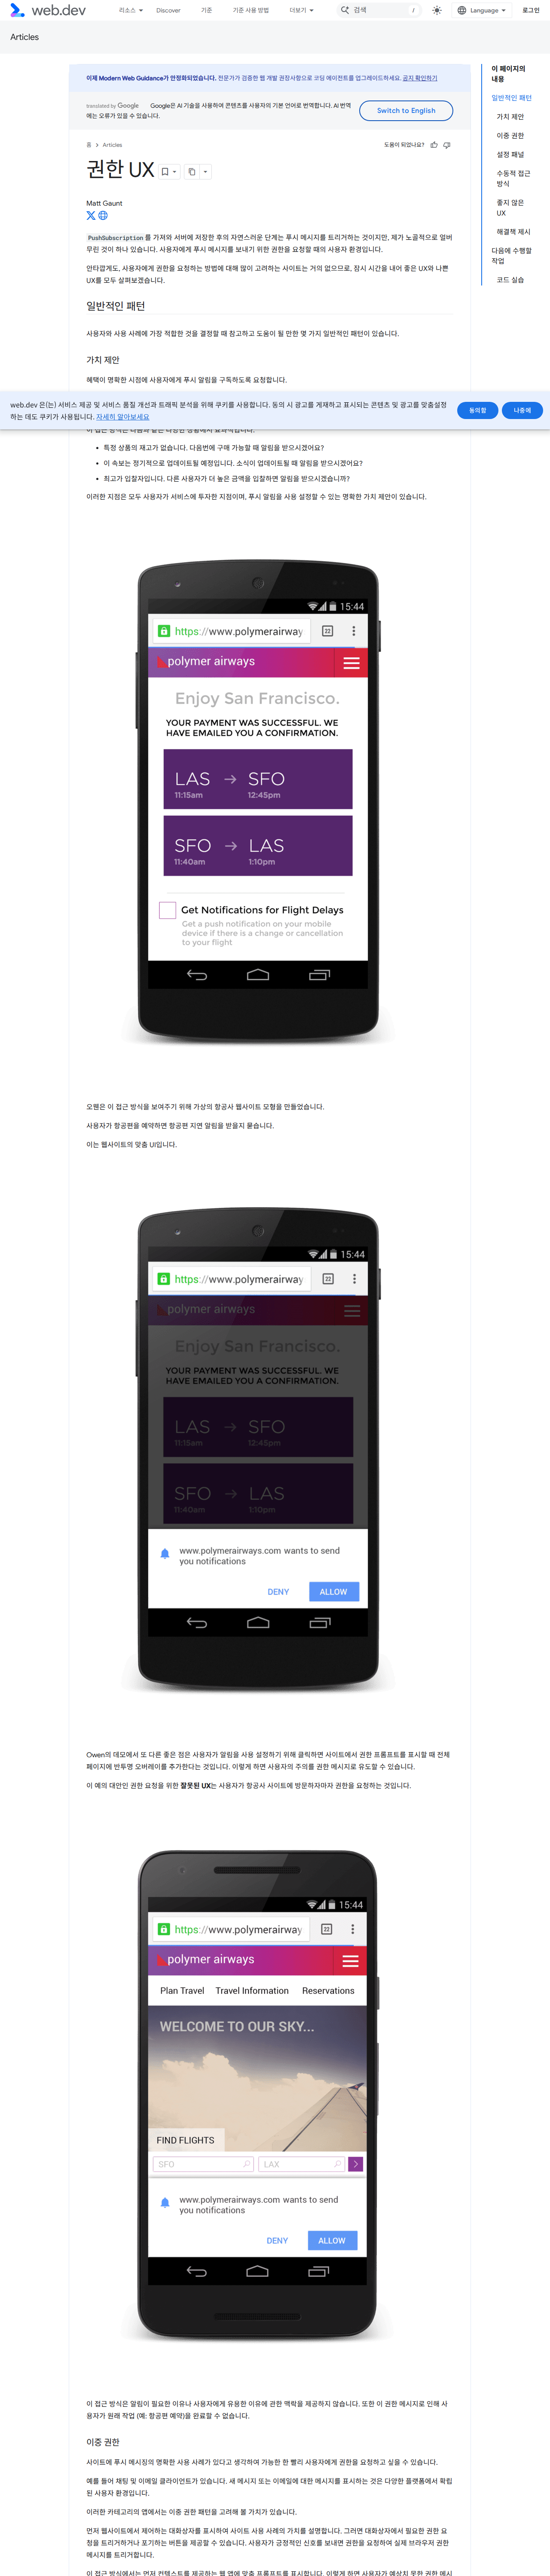 web.dev
리소스
Discover
기준
기준 사용 방법
더보기
검색
/
Language
로그인
Articles
이제 Modern Web Guidance가 안정화되었습니다. 전문가가 검증한 웹 개발 권장사항으로 코딩 에이전트를 업그레이드하세요. 공지 확인하기
translated by Google
Google은 AI 기술을 사용하여 콘텐츠를 사용자의 기본 언어로 번역합니다. AI 번역
에는 오류가 있을 수 있습니다.
Switch to English
홈
Articles
도움이 되었나요?
권한 UX
Matt Gaunt
PushSubscription 를 가져와 서버에 저장한 후의 자연스러운 단계는 푸시 메시지를 트리거하는 것이지만, 제가 노골적으로 얼버
무린 것이 하나 있습니다. 사용자에게 푸시 메시지를 보내기 위한 권한을 요청할 때의 사용자 환경입니다.
안타깝게도, 사용자에게 권한을 요청하는 방법에 대해 많이 고려하는 사이트는 거의 없으므로, 잠시 시간을 내어 좋은 UX와 나쁜
UX를 모두 살펴보겠습니다.
일반적인 패턴
사용자와 사용 사례에 가장 적합한 것을 결정할 때 참고하고 도움이 될 만한 몇 가지 일반적인 패턴이 있습니다.
가치 제안
혜택이 명확한 시점에 사용자에게 푸시 알림을 구독하도록 요청합니다.
이 페이지의
내용
일반적인 패턴
가치 제안
이중 권한
설정 패널
수동적 접근
방식
좋지 않은
UX
해결책 제시
다음에 수행할
작업
코드 실습
web.dev 은(는) 서비스 제공 및 서비스 품질 개선과 트래픽 분석을 위해 쿠키를 사용합니다. 동의 시 광고를 게재하고 표시되는 콘텐츠 및 광고를 맞춤설정
하는 데도 쿠키가 사용됩니다. 자세히 알아보세요
동의함
나중에
특정 상품의 재고가 없습니다. 다음번에 구매 가능할 때 알림을 받으시겠어요?
이 속보는 정기적으로 업데이트될 예정입니다. 소식이 업데이트될 때 알림을 받으시겠어요?
최고가 입찰자입니다. 다른 사용자가 더 높은 금액을 입찰하면 알림을 받으시겠습니까?
이러한 지점은 모두 사용자가 서비스에 투자한 지점이며, 푸시 알림을 사용 설정할 수 있는 명확한 가치 제안이 있습니다.
15:44
https://www.polymerairway
22
polymer airways
Enjoy San Francisco.
YOUR PAYMENT WAS SUCCESSFUL. WE
HAVE EMAILED YOU A CONFIRMATION.
LAS → SFO
11:15am 12:45pm
SFO → LAS
11:40am 1:10pm
Get Notifications for Flight Delays
Get a push notification on your mobile
device if there is a change or cancellation
to your flight
오웬은 이 접근 방식을 보여주기 위해 가상의 항공사 웹사이트 모형을 만들었습니다.
사용자가 항공편을 예약하면 항공편 지연 알림을 받을지 묻습니다.
이는 웹사이트의 맞춤 UI입니다.
15:44
https://www.polymerairway
22
polymer airways
Enjoy San Francisco.
YOUR PAYMENT WAS SUCCESSFUL. WE
HAVE EMAILED YOU A CONFIRMATION.
LAS → SFO
11:15am 12:45pm
SFO → LAS
11:40am 1:10pm
www.polymerairways.com wants to send
you notifications
DENY
ALLOW
Owen의 데모에서 또 다른 좋은 점은 사용자가 알림을 사용 설정하기 위해 클릭하면 사이트에서 권한 프롬프트를 표시할 때 전체
페이지에 반투명 오버레이를 추가한다는 것입니다. 이렇게 하면 사용자의 주의를 권한 메시지로 유도할 수 있습니다.
이 예의 대안인 권한 요청을 위한 잘못된 UX는 사용자가 항공사 사이트에 방문하자마자 권한을 요청하는 것입니다.
15:44
https://www.polymerairway
22
polymer airways
Plan Travel
Travel Information
Reservations
WELCOME TO OUR SKY...
FIND FLIGHTS
SFO
LAX
www.polymerairways.com wants to send
you notifications
DENY
ALLOW
이 접근 방식은 알림이 필요한 이유나 사용자에게 유용한 이유에 관한 맥락을 제공하지 않습니다. 또한 이 권한 메시지로 인해 사
용자가 원래 작업 (예: 항공편 예약)을 완료할 수 없습니다.
이중 권한
사이트에 푸시 메시징의 명확한 사용 사례가 있다고 생각하여 가능한 한 빨리 사용자에게 권한을 요청하고 싶을 수 있습니다.
예를 들어 채팅 및 이메일 클라이언트가 있습니다. 새 메시지 또는 이메일에 대한 메시지를 표시하는 것은 다양한 플랫폼에서 확립
된 사용자 환경입니다.
이러한 카테고리의 앱에서는 이중 권한 패턴을 고려해 볼 가치가 있습니다.
먼저 웹사이트에서 제어하는 대화상자를 표시하여 사이트 사용 사례의 가치를 설명합니다. 그러면 대화상자에서 필요한 권한 요
청을 트리거하거나 포기하는 버튼을 제공할 수 있습니다. 사용자가 긍정적인 신호를 보내면 권한을 요청하여 실제 브라우저 권한
메시지를 트리거합니다.
이 접근 방식에서는 먼저 컨텍스트를 제공하는 웹 앱에 맞춤 프롬프트를 표시합니다. 이렇게 하면 사용자가 예상치 못한 권한 메시